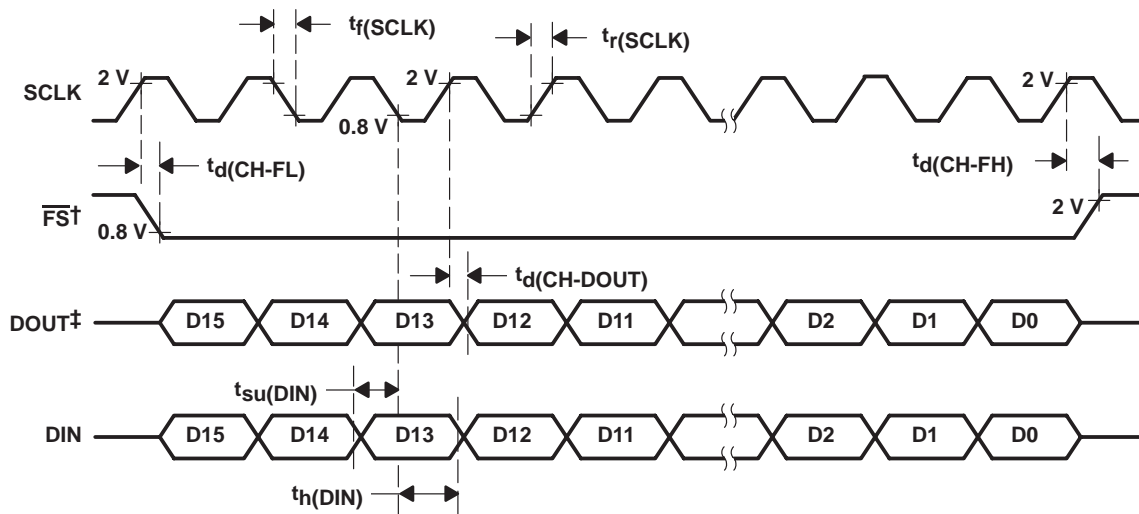 tf(SCLK)
tr(SCLK)
SCLK
2 V
0.8 V
2 V
2 V
td(CH-FL)
td(CH-FH)
FS†
0.8 V
2 V
td(CH-DOUT)
DOUT‡
D15 D14 D13 D12 D11 D2 D1 D0
tsu(DIN)
DIN
D15 D14 D13 D12 D11 D2 D1 D0
th(DIN)